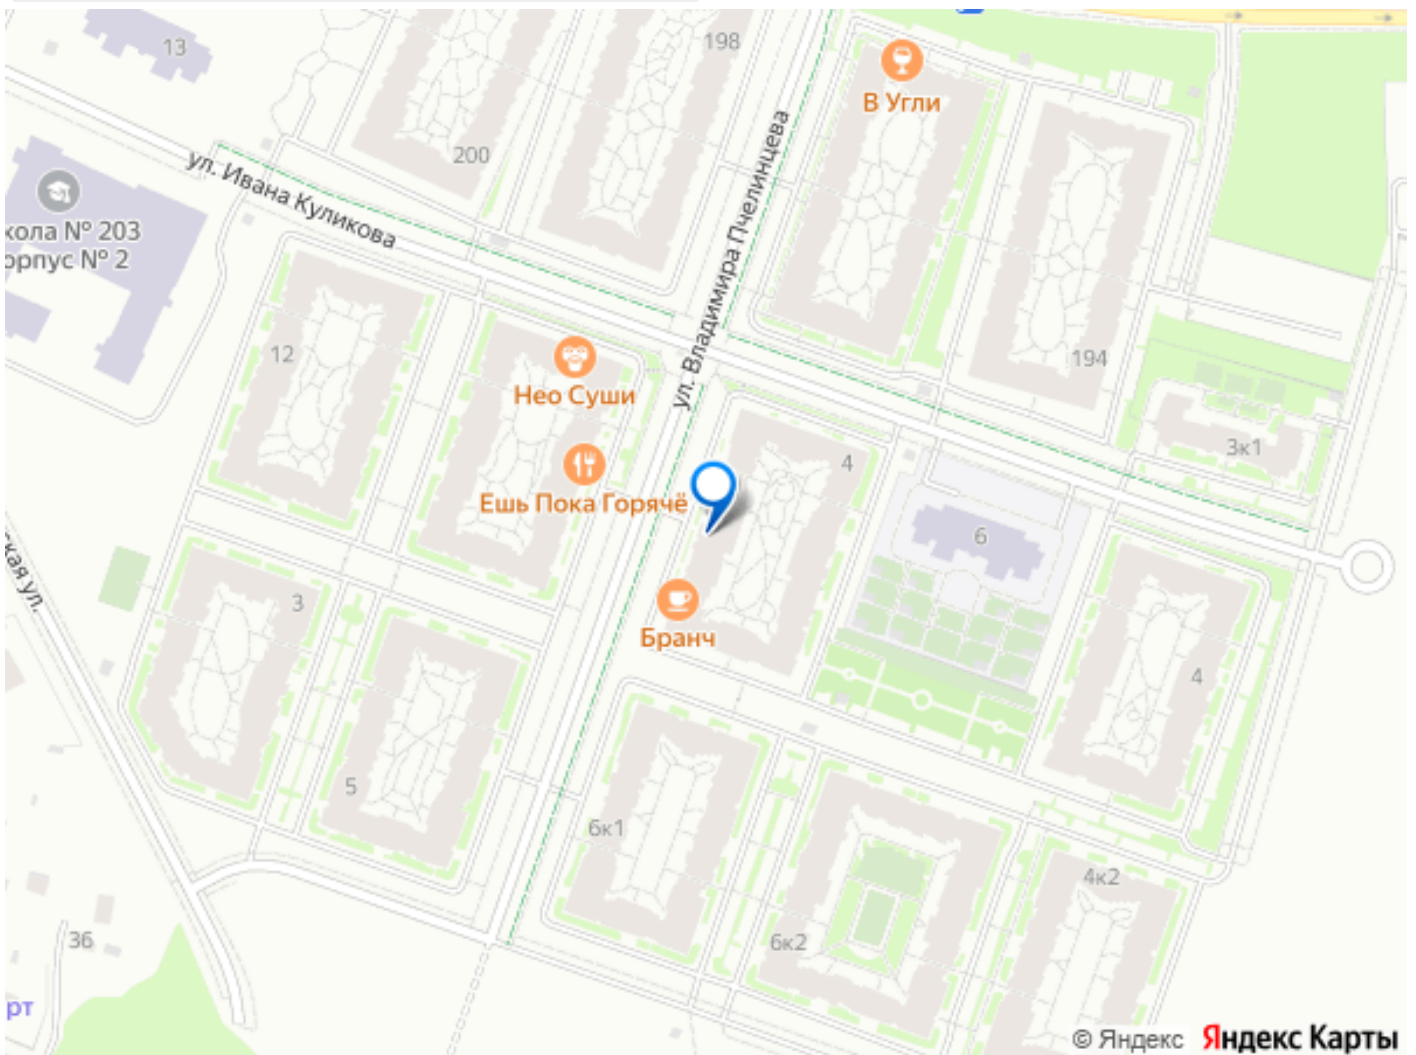 13
198
В Угли
200
ул. Ивана Куликова
ул. Владимира Пчелинцева
кола № 203
орпус № 2
12
Нео Суши
194
3к1
4
Ешь Пока Горячё
6
ская ул.
3
Бранч
4
5
6к1
4к2
36
6к2
рт
© Яндекс Яндекс Карты